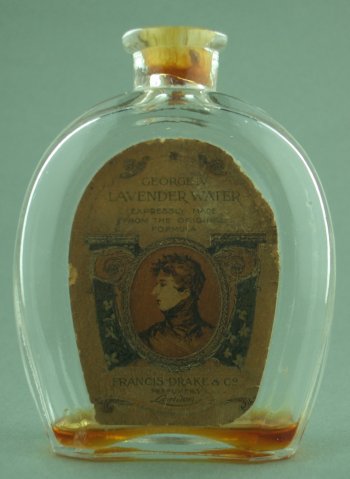 GEORGE IV
LAVENDER WATER
EXPRESSLY MADE
FROM THE ORIGINAL
FORMULA
FRANCIS DRAKE & CO
PERFUMERS
London